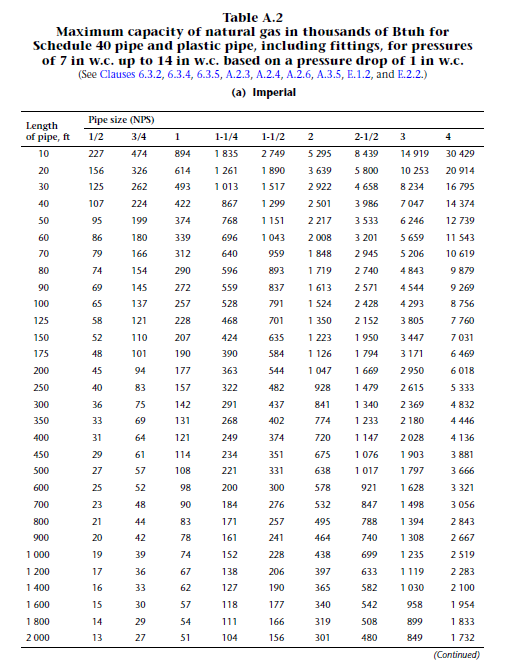 Table A.2
Maximum capacity of natural gas in thousands of Btuh for
Schedule 40 pipe and plastic pipe, including fittings, for pressures
of 7 in w.c. up to 14 in w.c. based on a pressure drop of 1 in w.c.
(See Clauses 6.3.2, 6.3.4, 6.3.5, A.2.3, A.2.4, A.2.6, A.3.5, E.1.2, and E.2.2.)
(a) Imperial
Length
of pipe, ft
Pipe size (NPS)
1/2 3/4 1 1-1/4 1-1/2 2 2-1/2 3 4
10 227 474 894 1 835 2 749 5 295 8 439 14 919 30 429
20 156 326 614 1 261 1 890 3 639 5 800 10 253 20 914
30 125 262 493 1 013 1 517 2 922 4 658 8 234 16 795
40 107 224 422 867 1 299 2 501 3 986 7 047 14 374
50 95 199 374 768 1 151 2 217 3 533 6 246 12 739
60 86 180 339 696 1 043 2 008 3 201 5 659 11 543
70 79 166 312 640 959 1 848 2 945 5 206 10 619
80 74 154 290 596 893 1 719 2 740 4 843 9 879
90 69 145 272 559 837 1 613 2 571 4 544 9 269
100 65 137 257 528 791 1 524 2 428 4 293 8 756
125 58 121 228 468 701 1 350 2 152 3 805 7 760
150 52 110 207 424 635 1 223 1 950 3 447 7 031
175 48 101 190 390 584 1 126 1 794 3 171 6 469
200 45 94 177 363 544 1 047 1 669 2 950 6 018
250 40 83 157 322 482 928 1 479 2 615 5 333
300 36 75 142 291 437 841 1 340 2 369 4 832
350 33 69 131 268 402 774 1 233 2 180 4 446
400 31 64 121 249 374 720 1 147 2 028 4 136
450 29 61 114 234 351 675 1 076 1 903 3 881
500 27 57 108 221 331 638 1 017 1 797 3 666
600 25 52 98 200 300 578 921 1 628 3 321
700 23 48 90 184 276 532 847 1 498 3 056
800 21 44 83 171 257 495 788 1 394 2 843
900 20 42 78 161 241 464 740 1 308 2 667
1 000 19 39 74 152 228 438 699 1 235 2 519
1 200 17 36 67 138 206 397 633 1 119 2 283
1 400 16 33 62 127 190 365 582 1 030 2 100
1 600 15 30 57 118 177 340 542 958 1 954
1 800 14 29 54 111 166 319 508 899 1 833
2 000 13 27 51 104 156 301 480 849 1 732
(Continued)